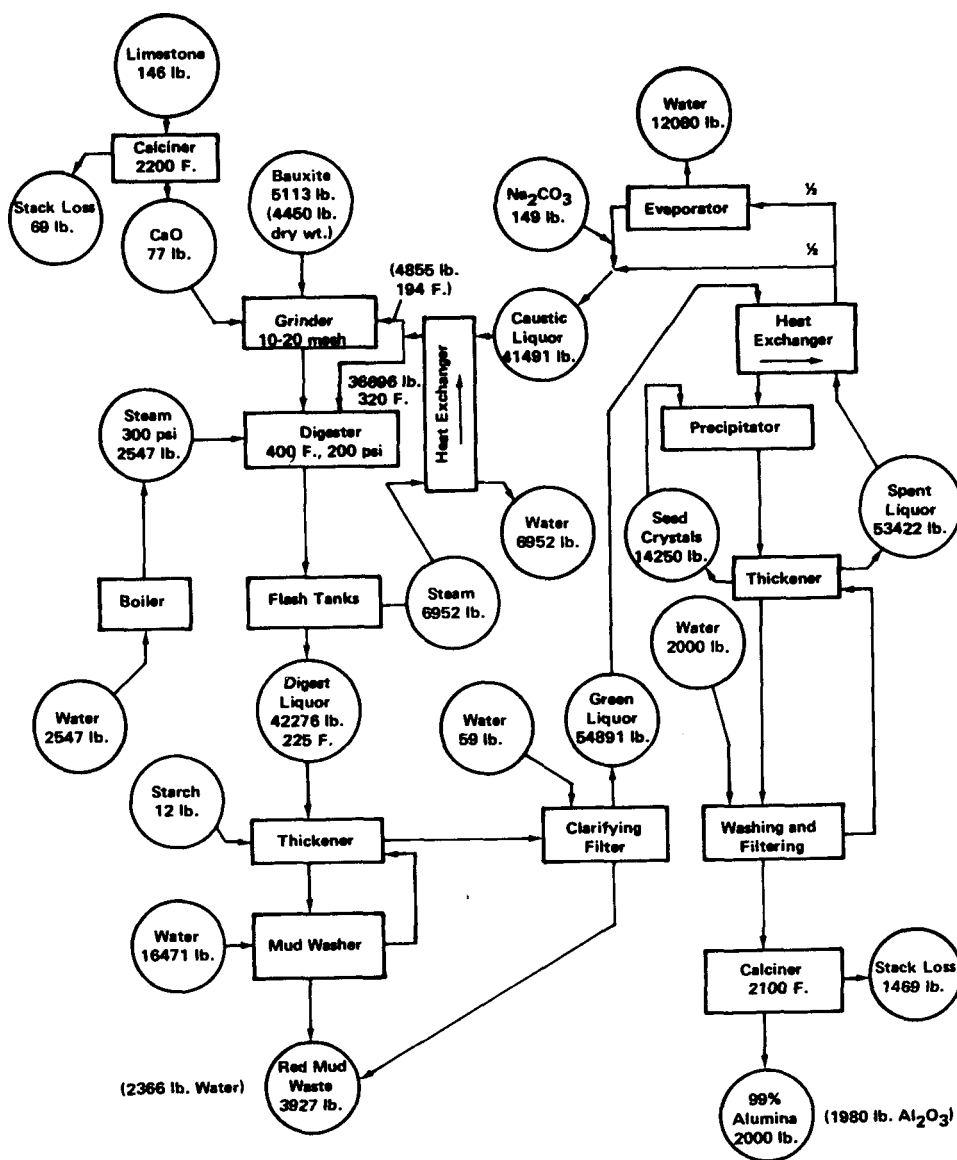 Limestone
146 lb.
Calciner
2200 F.
Stack Loss
69 lb.
CaO
77 lb.
Bauxite
5113 lb.
(4450 lb.
dry wt.)
Water
12080 lb.
Na₂CO₃
149 lb.
Evaporator
½
½
(4855 lb.
194 F.)
Grinder
10-20 mesh
Caustic
Liquor
41491 lb.
Heat
Exchanger
36696 lb.
320 F.
Heat Exchanger
Steam
300 psi
2547 lb.
Digester
400 F., 200 psi
Precipitator
Water
6952 lb.
Seed
Crystals
14250 lb.
Spent
Liquor
53422 lb.
Boiler
Flash Tanks
Steam
6952 lb.
Thickener
Water
2000 lb.
Water
2547 lb.
Digest
Liquor
42276 lb.
225 F.
Water
59 lb.
Green
Liquor
54891 lb.
Starch
12 lb.
Thickener
Clarifying
Filter
Washing and
Filtering
Water
16471 lb.
Mud Washer
Calciner
2100 F.
Stack Loss
1469 lb.
(2366 lb. Water)
Red Mud
Waste
3927 lb.
99%
Alumina
2000 lb.
(1980 lb. Al₂O₃)